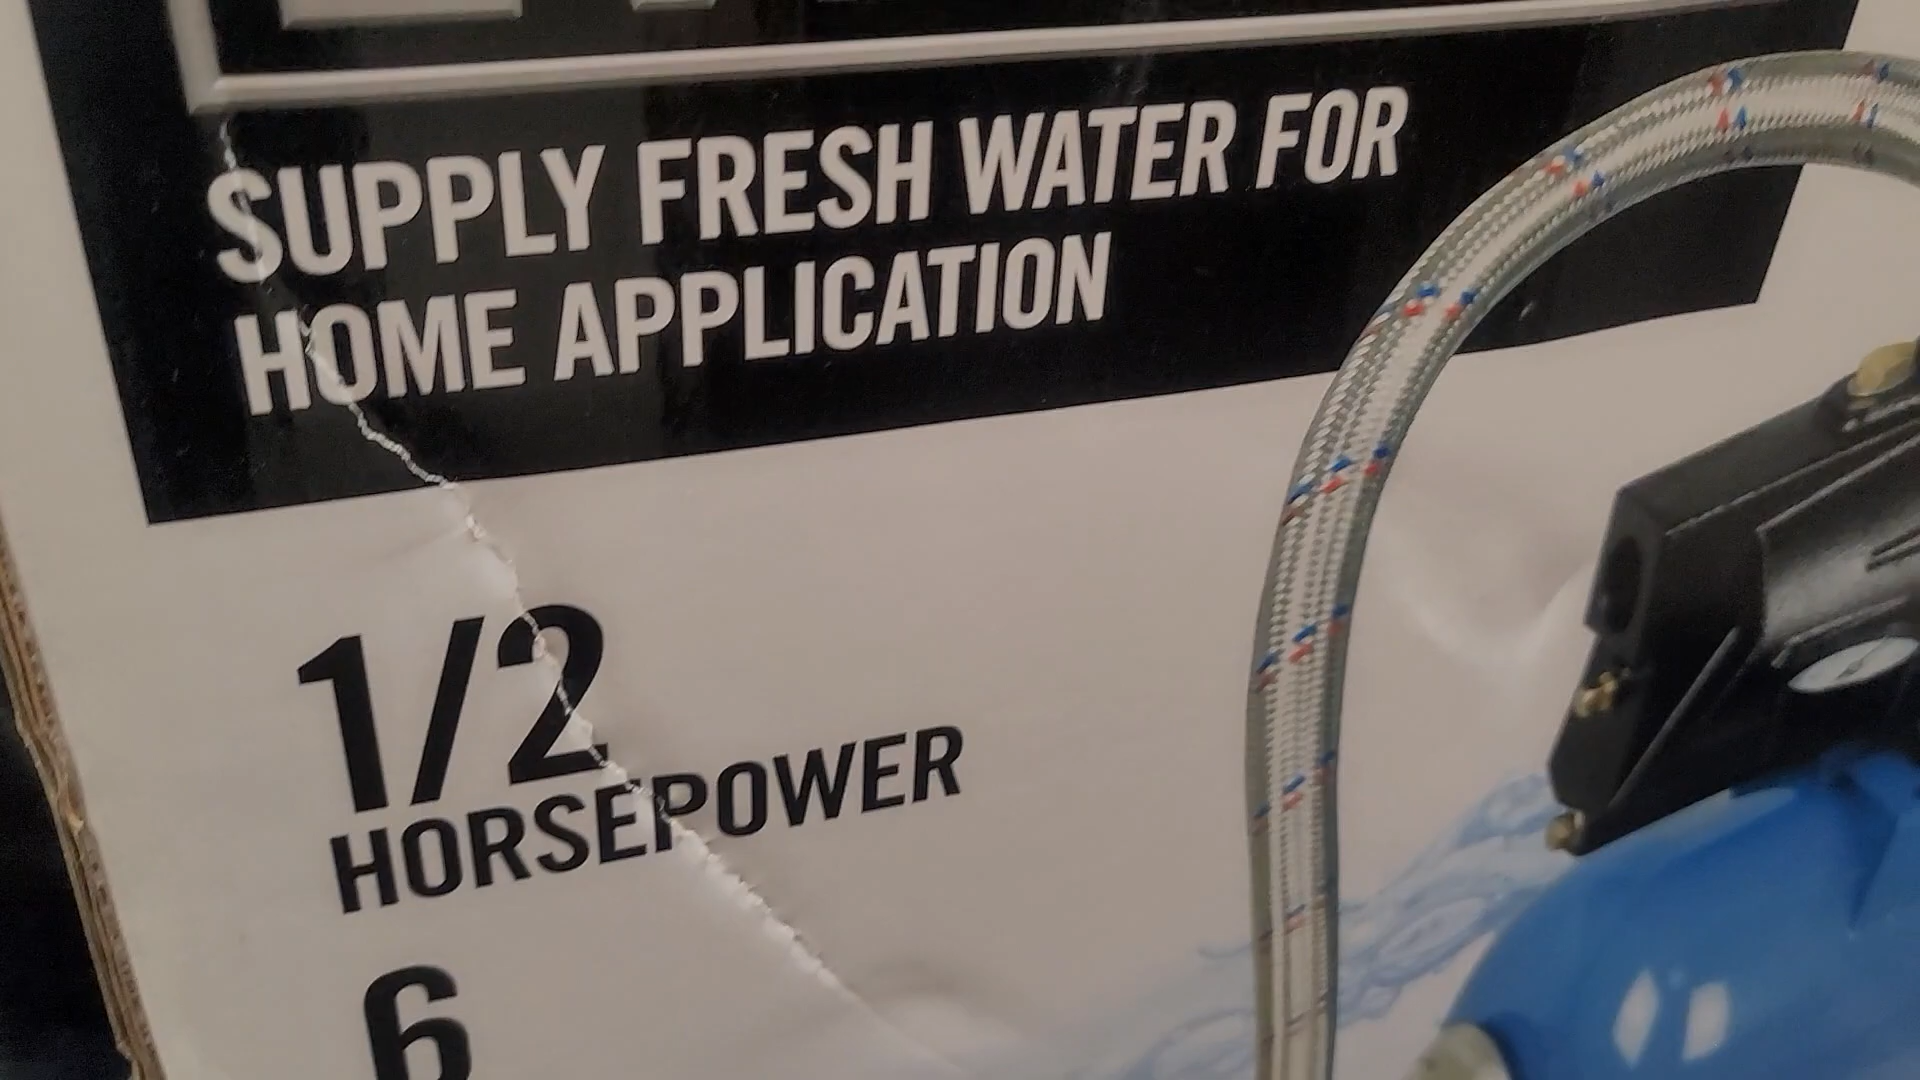 SUPPLY FRESH WATER FOR
HOME APPLICATION
1/2
HORSEPOWER
6